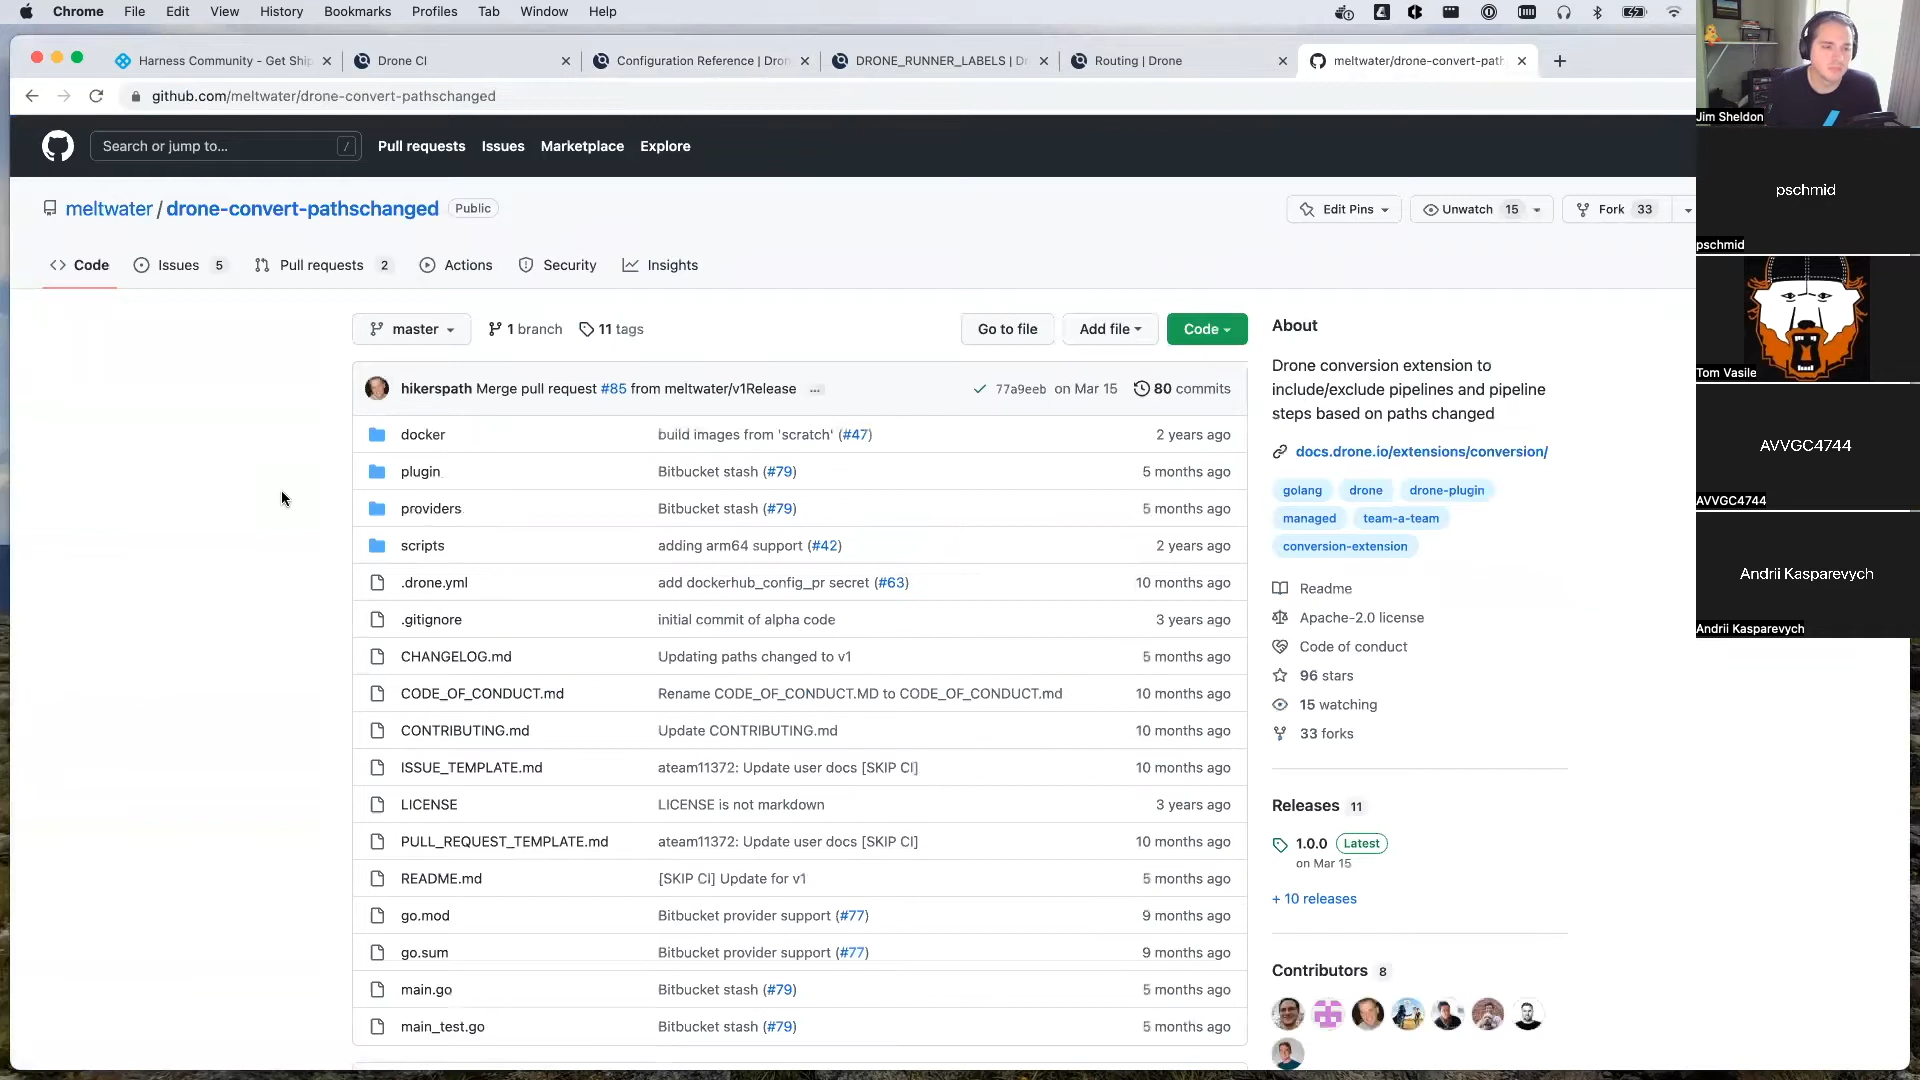 Chrome File Edit View History Bookmarks Profiles Tab Window Help
Harness Community - Get Ship
Drone CI
Configuration Reference | Dron
DRONE_RUNNER_LABELS | Dr
Routing | Drone
meltwater/drone-convert-path
github.com/meltwater/drone-convert-pathschanged
Search or jump to... /
Pull requests Issues Marketplace Explore
meltwater / drone-convert-pathschanged Public
Edit Pins Unwatch 15 Fork 33
Code Issues 5 Pull requests 2 Actions Security Insights
master 1 branch 11 tags Go to file Add file Code
hikerspath Merge pull request #85 from meltwater/v1Release ... 77a9eeb on Mar 15 80 commits
docker build images from 'scratch' (#47) 2 years ago
plugin Bitbucket stash (#79) 5 months ago
providers Bitbucket stash (#79) 5 months ago
scripts adding arm64 support (#42) 2 years ago
.drone.yml add dockerhub_config_pr secret (#63) 10 months ago
.gitignore initial commit of alpha code 3 years ago
CHANGELOG.md Updating paths changed to v1 5 months ago
CODE_OF_CONDUCT.md Rename CODE_OF_CONDUCT.MD to CODE_OF_CONDUCT.md 10 months ago
CONTRIBUTING.md Update CONTRIBUTING.md 10 months ago
ISSUE_TEMPLATE.md ateam11372: Update user docs [SKIP CI] 10 months ago
LICENSE LICENSE is not markdown 3 years ago
PULL_REQUEST_TEMPLATE.md ateam11372: Update user docs [SKIP CI] 10 months ago
README.md [SKIP CI] Update for v1 5 months ago
go.mod Bitbucket provider support (#77) 9 months ago
go.sum Bitbucket provider support (#77) 9 months ago
main.go Bitbucket stash (#79) 5 months ago
main_test.go Bitbucket stash (#79) 5 months ago
About
Drone conversion extension to
include/exclude pipelines and pipeline
steps based on paths changed
docs.drone.io/extensions/conversion/
golang drone drone-plugin
managed team-a-team
conversion-extension
Readme
Apache-2.0 license
Code of conduct
96 stars
15 watching
33 forks
Releases 11
1.0.0 Latest
on Mar 15
+ 10 releases
Contributors 8
Jim Sheldon
pschmid
pschmid
Tom Vasile
AVVGC4744
AVVGC4744
Andrii Kasparevych
Andrii Kasparevych